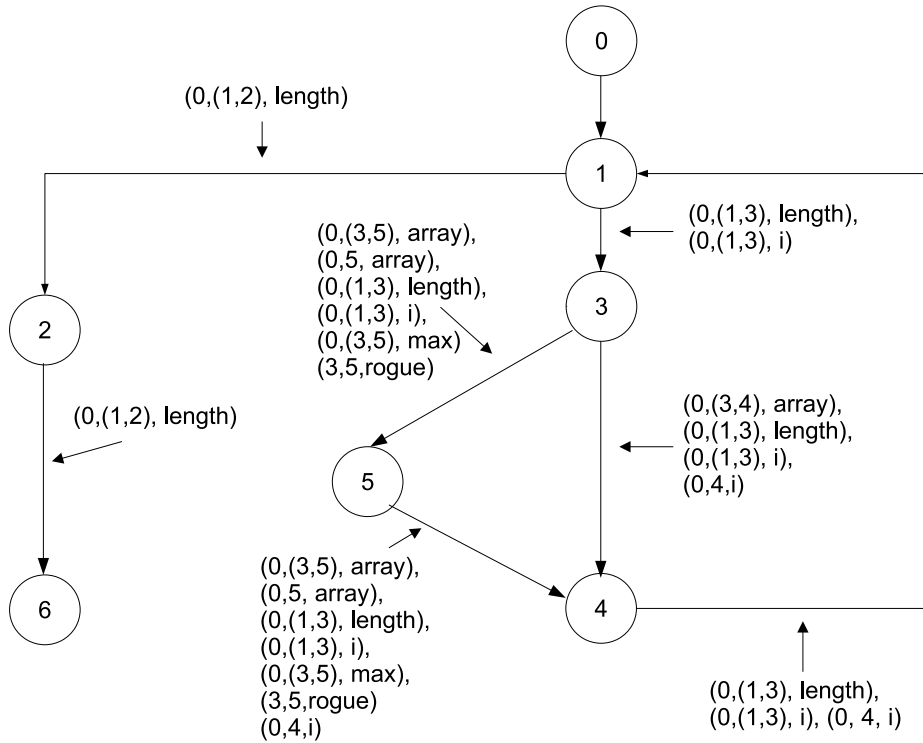 0
(0,(1,2), length)
1
(0,(1,3), length),
(0,(1,3), i)
(0,(3,5), array),
(0,5, array),
(0,(1,3), length),
(0,(1,3), i),
(0,(3,5), max)
(3,5,rogue)
2
3
(0,(1,2), length)
(0,(3,4), array),
(0,(1,3), length),
(0,(1,3), i),
(0,4,i)
5
(0,(3,5), array),
(0,5, array),
(0,(1,3), length),
(0,(1,3), i),
(0,(3,5), max),
(3,5,rogue)
(0,4,i)
6
4
(0,(1,3), length),
(0,(1,3), i), (0, 4, i)